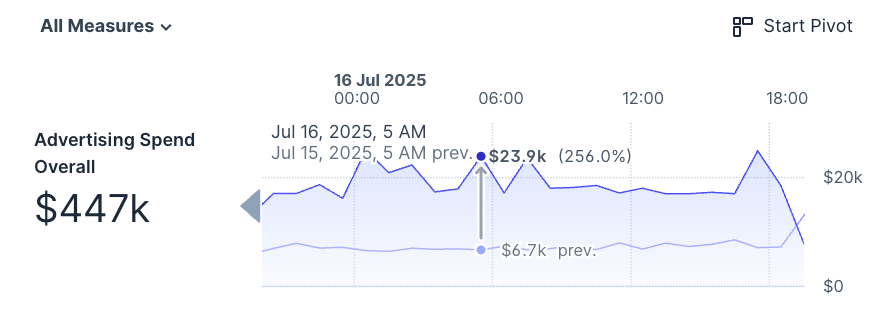 All Measures
Start Pivot
16 Jul 2025
00:00 06:00 12:00 18:00
Advertising Spend
Overall
$447k
Jul 16, 2025, 5 AM
Jul 15, 2025, 5 AM prev.
$23.9k (256.0%)
$6.7k prev.
$20k
$0